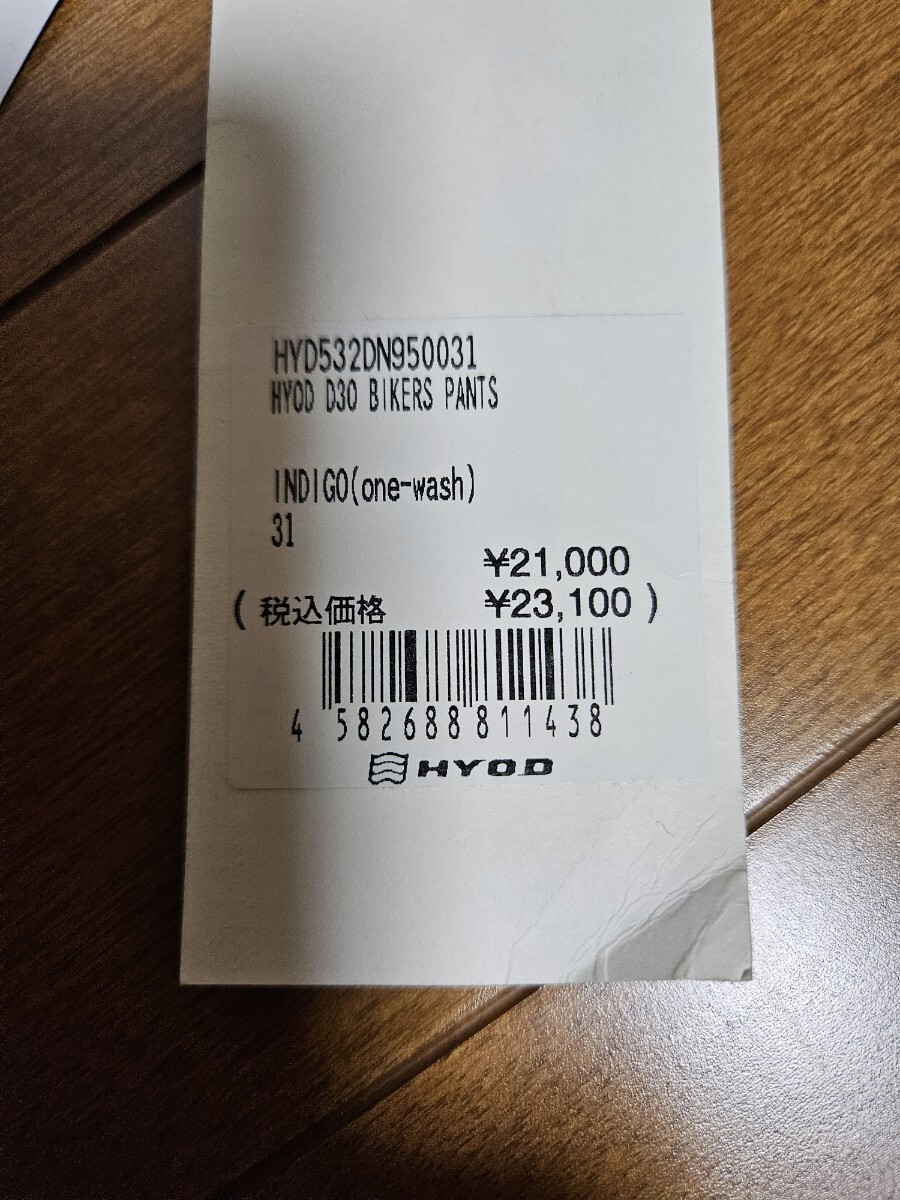 HYD532DN950031
HYOD D3O BIKERS PANTS
INDIGO(one-wash)
31
¥21,000
(税込価格 ¥23,100)
4 582688 811438
HYOD